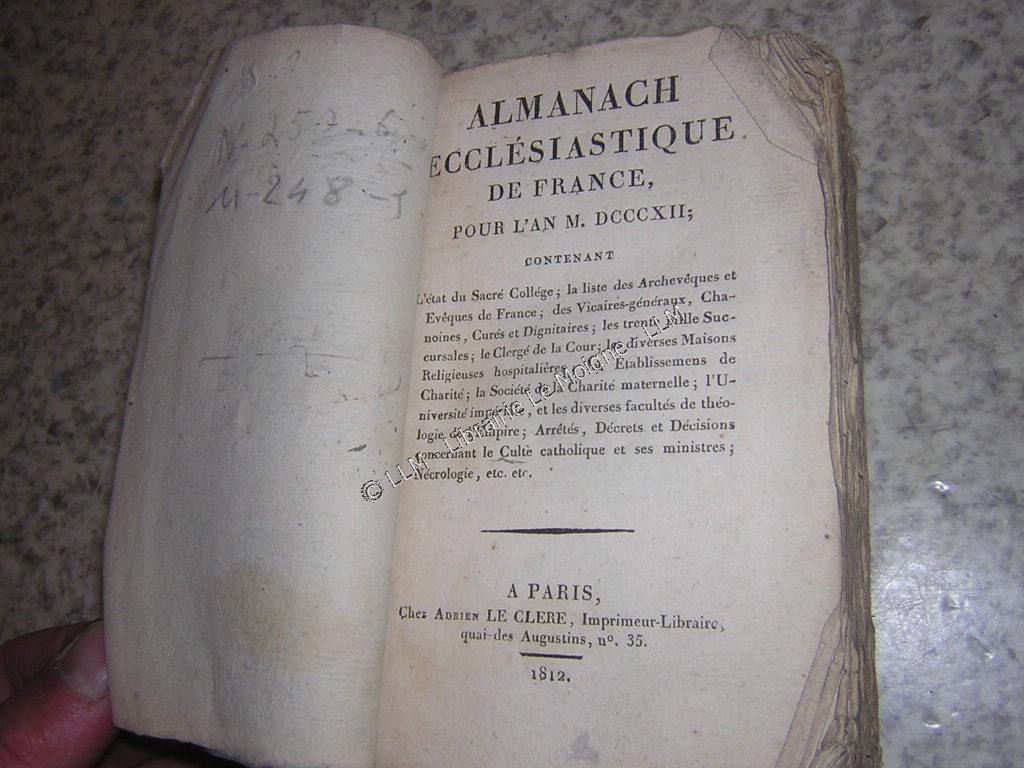 N-257-6
11-248-5
ALMANACH
ECCLÉSIASTIQUE
DE FRANCE,
POUR L'AN M. DCCCXII;
CONTENANT
L'état du Sacré Collége; la liste des Archevêques et
Evêques de France; des Vicaires-généraux, Cha-
noines, Curés et Dignitaires; les trente mille Suc-
cursales; le Clergé de la Cour; les diverses Maisons
Religieuses hospitalières, Etablissemens de
Charité; la Société de la Charité maternelle; l'U-
niversité impériale, et les diverses facultés de théo-
logie de l'Empire; Arrêtés, Décrets et Décisions
concernant le Culte catholique et ses ministres;
Nécrologie, etc. etc.
© LLM - Librairie Le Moigne - LLM
A PARIS,
Chez ADRIEN LE CLERE, Imprimeur-Libraire,
quai des Augustins, n°. 35.
1812.